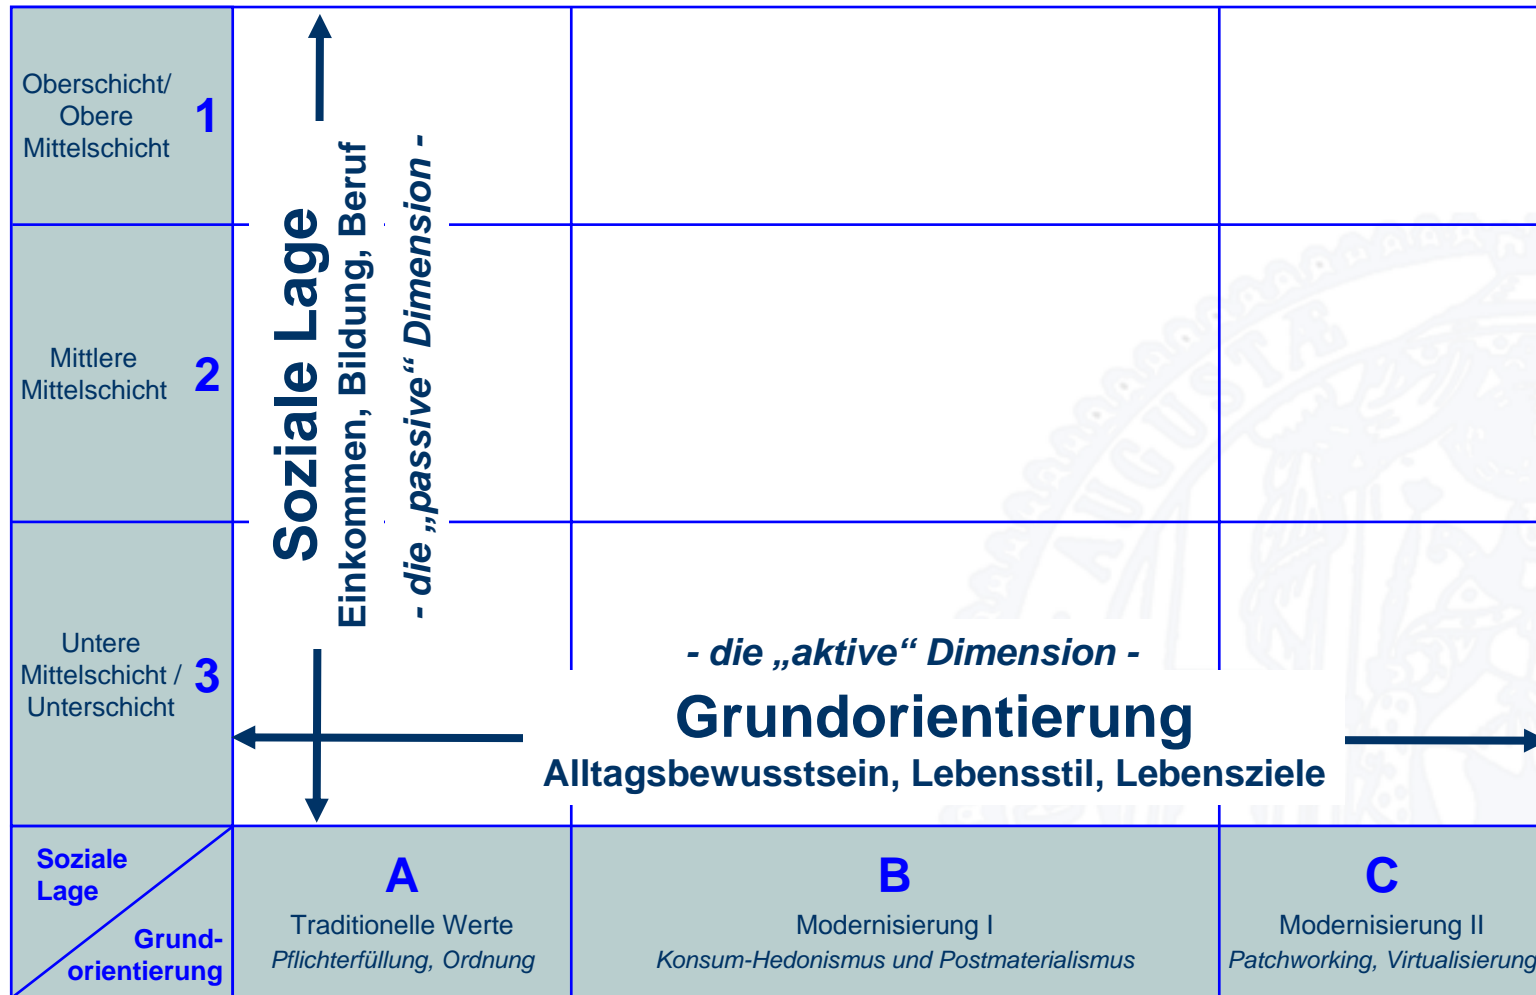 Oberschicht/
Obere
Mittelschicht
1
Mittlere
Mittelschicht
2
Untere
Mittelschicht /
Unterschicht
3
Soziale Lage
Einkommen, Bildung, Beruf
- die „passive“ Dimension -
- die „aktive“ Dimension -
Grundorientierung
Alltagsbewusstsein, Lebensstil, Lebensziele
Soziale
Lage
Grund-
orientierung
A
Traditionelle Werte
Pflichterfüllung, Ordnung
B
Modernisierung I
Konsum-Hedonismus und Postmaterialismus
C
Modernisierung II
Patchworking, Virtualisierung
ANGUSTÆ